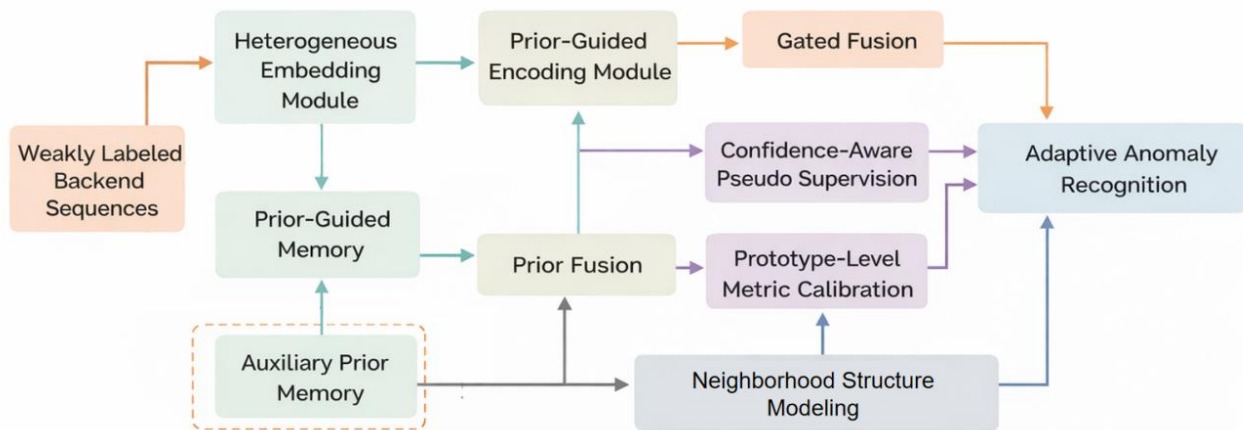 Heterogeneous
Embedding
Module
Prior-Guided
Encoding Module
Gated Fusion
Weakly Labeled
Backend
Sequences
Confidence-Aware
Pseudo Supervision
Adaptive Anomaly
Recognition
Prior-Guided
Memory
Prior Fusion
Prototype-Level
Metric Calibration
Auxiliary Prior
Memory
Neighborhood Structure
Modeling